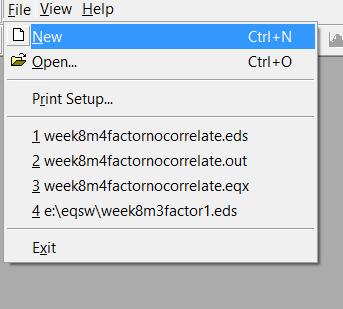 File View Help
New Ctrl+N
Open... Ctrl+O
Print Setup...
1 week8m4factornocorrelate.eds
2 week8m4factornocorrelate.out
3 week8m4factornocorrelate.eqx
4 e:\eqsw\week8m3factor1.eds
Exit